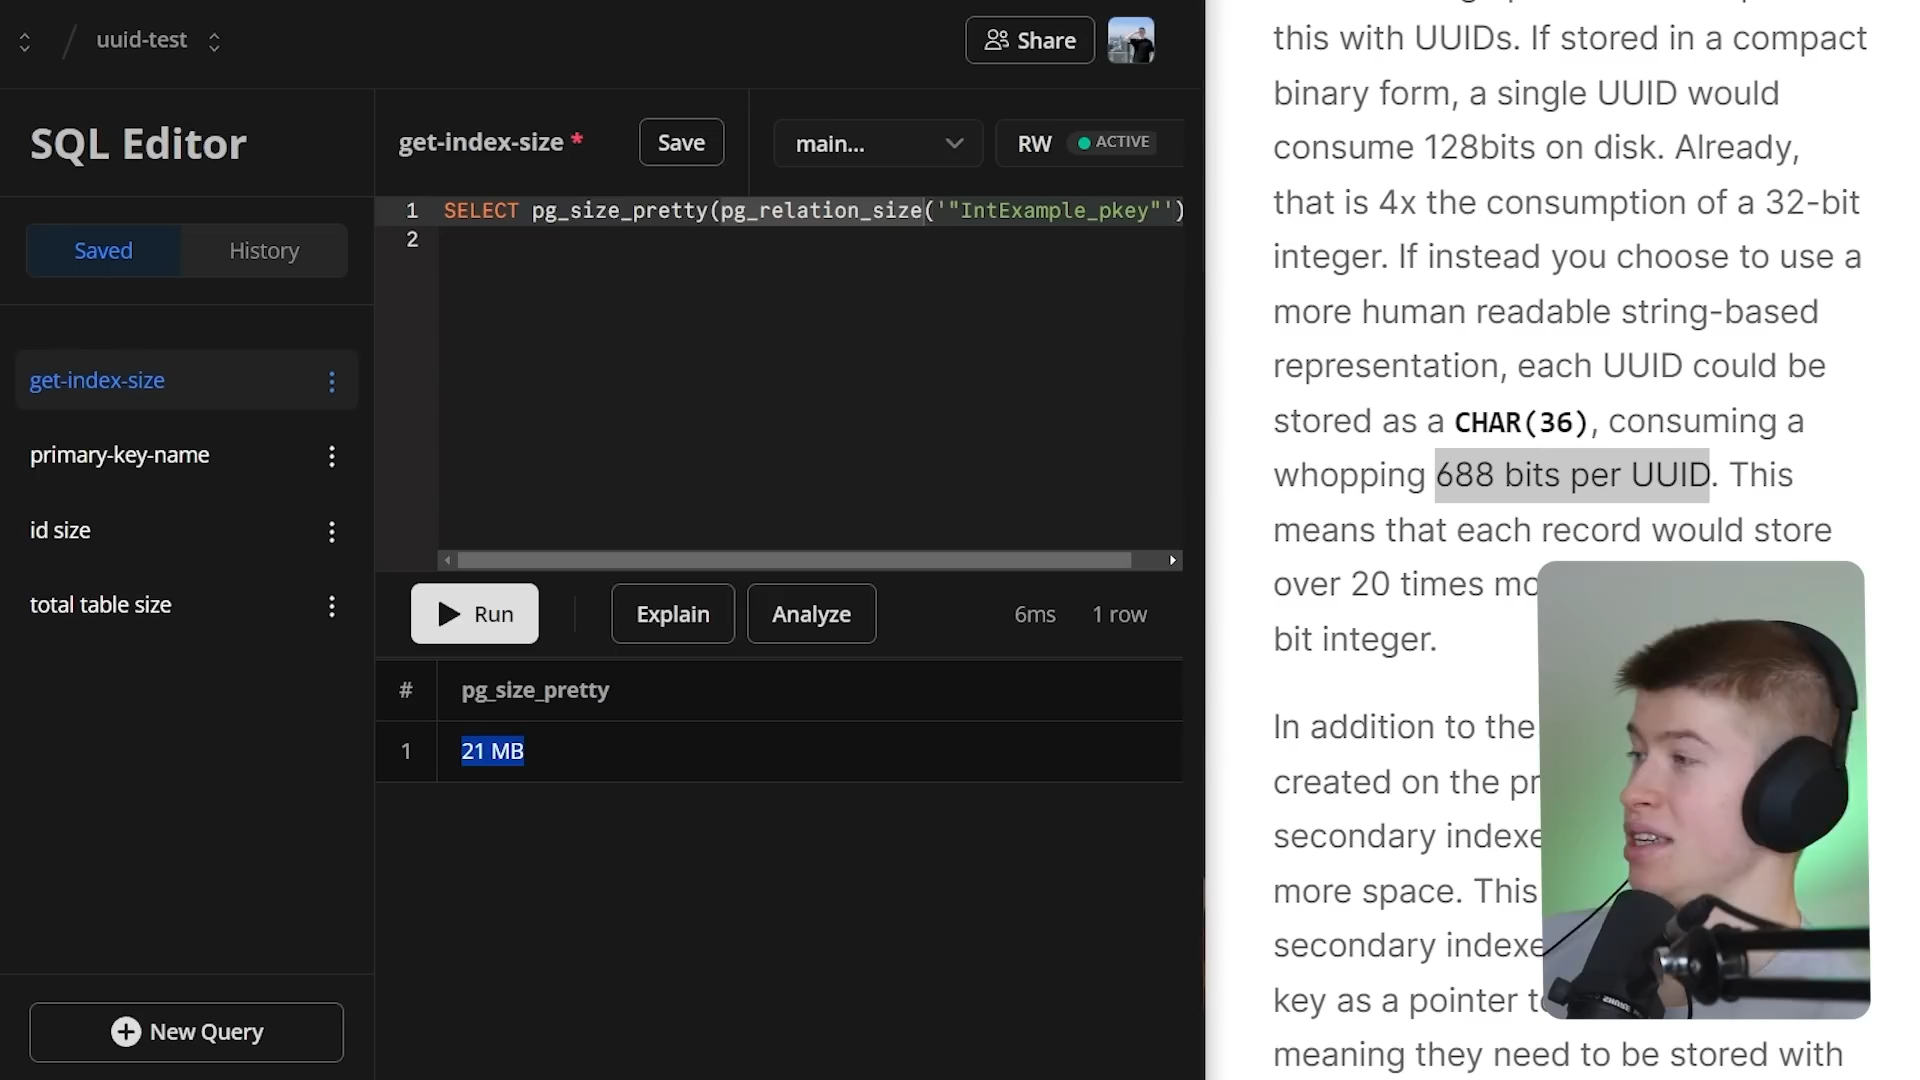 uuid-test
Share
SQL Editor
get-index-size *
Save
main...
RW
ACTIVE
Saved
History
1 SELECT pg_size_pretty(pg_relation_size('"IntExample_pkey"')
2
get-index-size
primary-key-name
id size
total table size
New Query
Run
Explain
Analyze
6ms
1 row
# pg_size_pretty
1 21 MB
this with UUIDs. If stored in a compact
binary form, a single UUID would
consume 128bits on disk. Already,
that is 4x the consumption of a 32-bit
integer. If instead you choose to use a
more human readable string-based
representation, each UUID could be
stored as a CHAR(36), consuming a
whopping 688 bits per UUID. This
means that each record would store
over 20 times mo
bit integer.
In addition to the
created on the pr
secondary indexe
more space. This
secondary indexe
key as a pointer t
meaning they need to be stored with